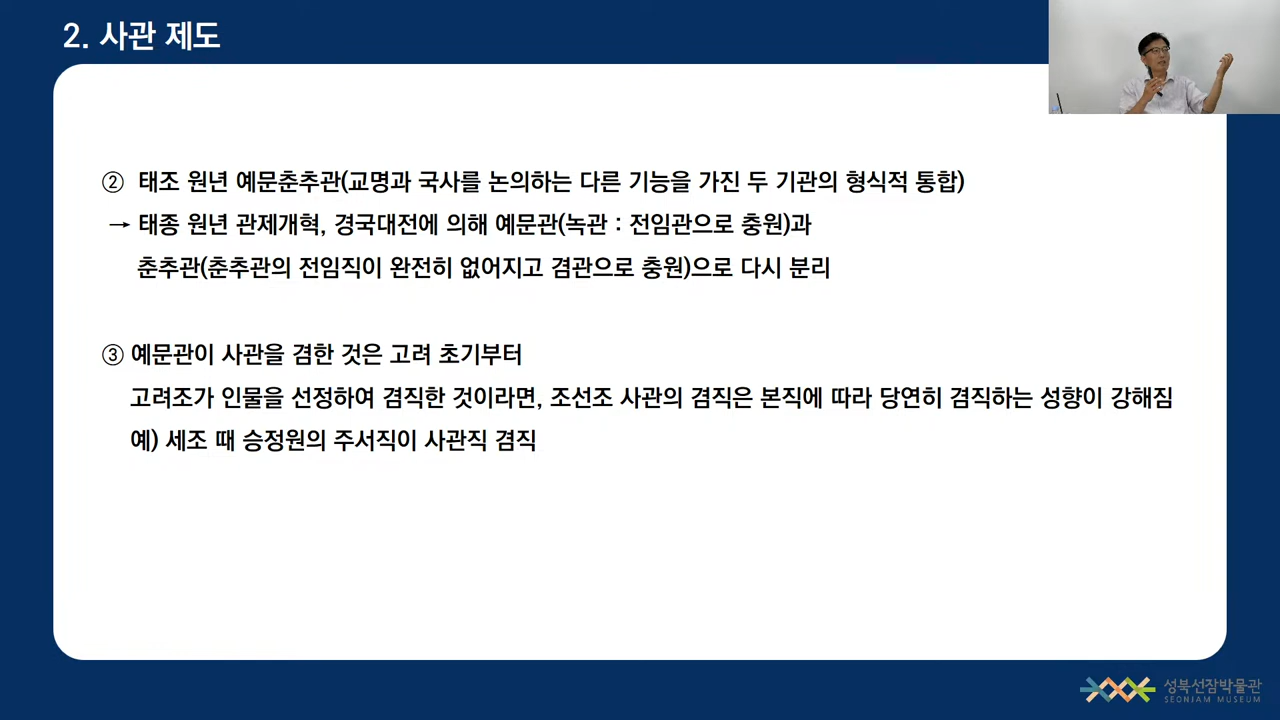 2. 사관 제도
② 태조 원년 예문춘추관(교명과 국사를 논의하는 다른 기능을 가진 두 기관의 형식적 통합)
→ 태종 원년 관제개혁, 경국대전에 의해 예문관(녹관 : 전임관으로 충원)과
춘추관(춘추관의 전임직이 완전히 없어지고 겸관으로 충원)으로 다시 분리
③ 예문관이 사관을 겸한 것은 고려 초기부터
고려조가 인물을 선정하여 겸직한 것이라면, 조선조 사관의 겸직은 본직에 따라 당연히 겸직하는 성향이 강해짐
예) 세조 때 승정원의 주서직이 사관직 겸직
성북선잠박물관
SEONJAM MUSEUM